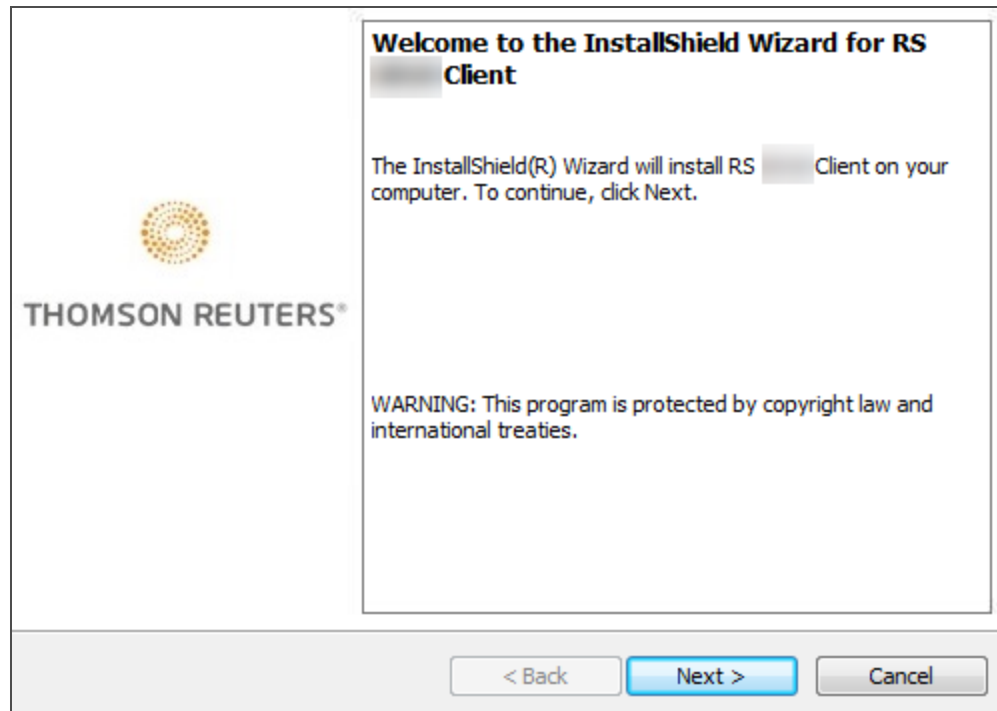 Welcome to the InstallShield Wizard for RS
Client
The InstallShield(R) Wizard will install RS Client on your
computer. To continue, click Next.
THOMSON REUTERS®
WARNING: This program is protected by copyright law and
international treaties.
< Back Next > Cancel